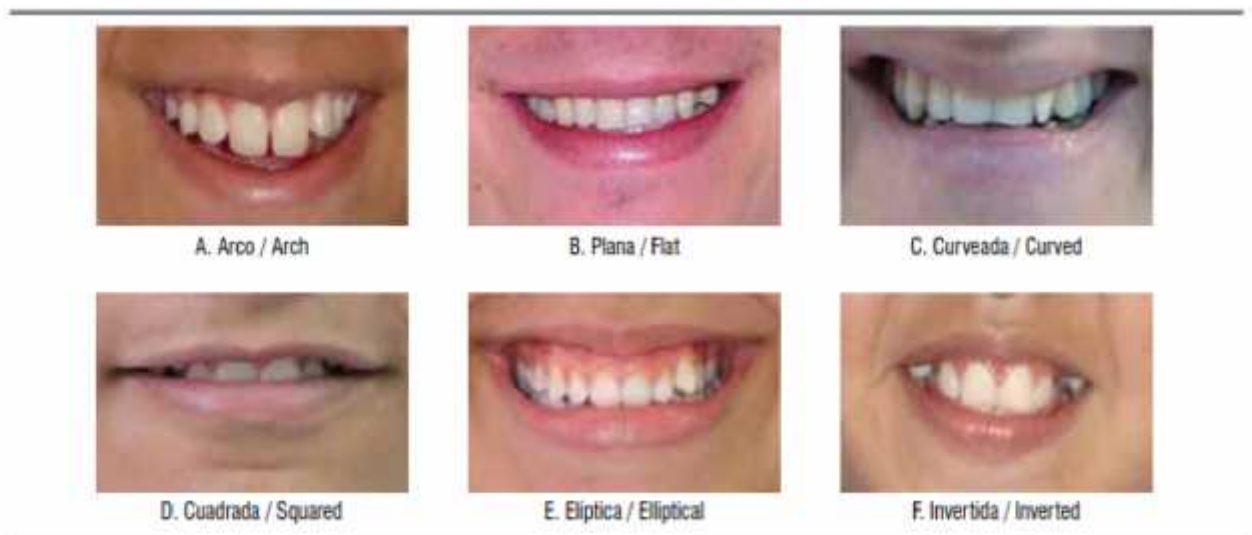 A. Arco / Arch
B. Plana / Flat
C. Curveada / Curved
D. Cuadrada / Squared
E. Elíptica / Elliptical
F. Invertida / Inverted